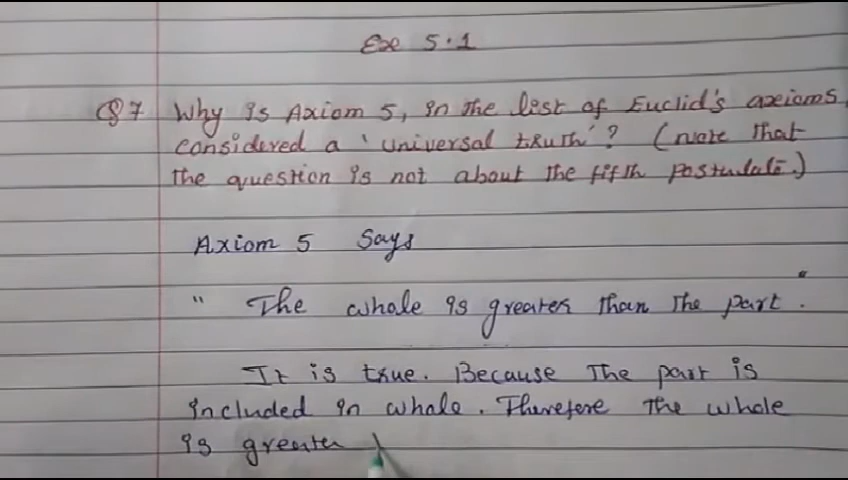 Exe 5.1
Q7 Why is Axiom 5, in the list of Euclid's axioms,
considered a 'universal truth'? (note that
the question is not about the fifth postulate.)
Axiom 5 Says
" The whole is greater than the part ".
It is true. Because The part is
included in whole. Therefore the whole
is greater